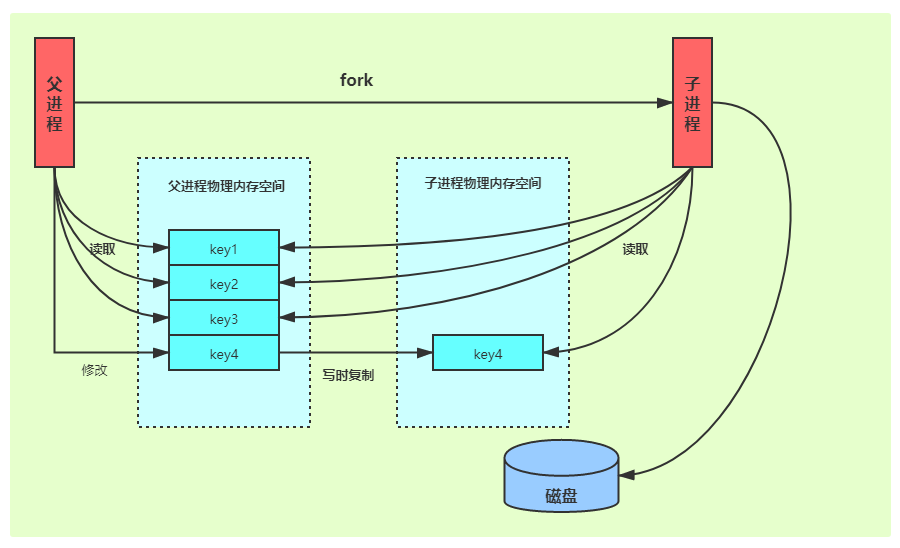 父进程
fork
子进程
父进程物理内存空间
子进程物理内存空间
读取
key1
读取
key2
key3
key4
key4
修改
写时复制
磁盘